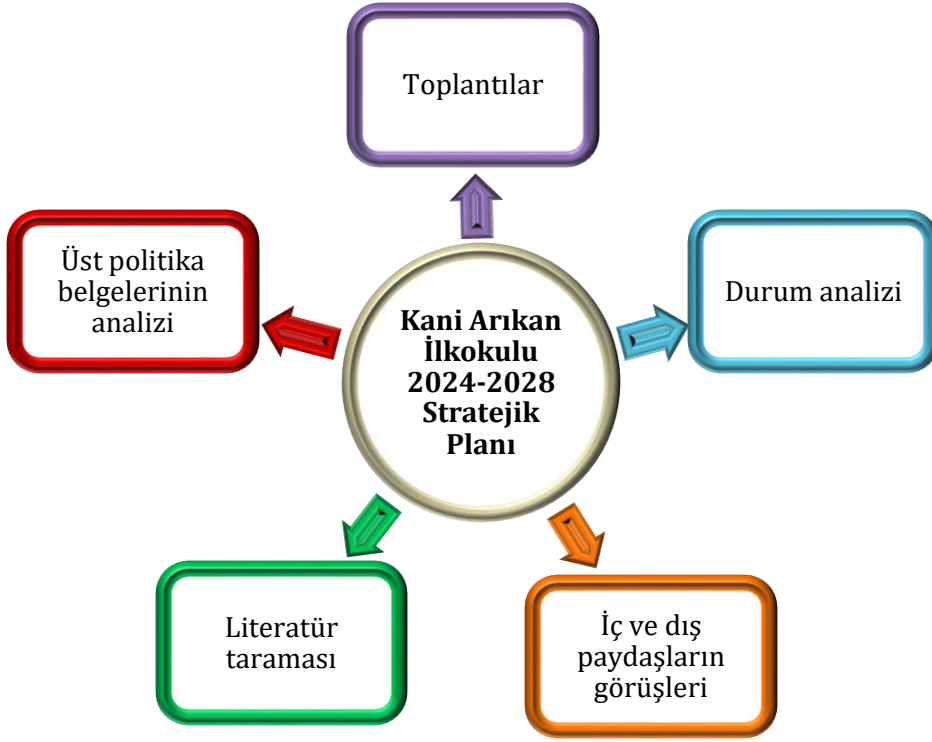 Toplantılar
Üst politika
belgelerinin
analizi
Durum analizi
Kani Arıkan
İlkokulu
2024-2028
Stratejik
Planı
Literatür
taraması
İç ve dış
paydaşların
görüşleri